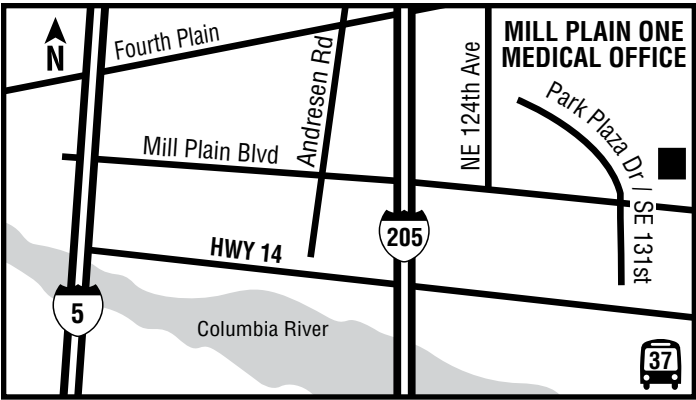 MILL PLAIN ONE
MEDICAL OFFICE
N
Fourth Plain
Andresen Rd
NE 124th Ave
Park Plaza Dr / SE 131st
Mill Plain Blvd
HWY 14
205
5
Columbia River
37